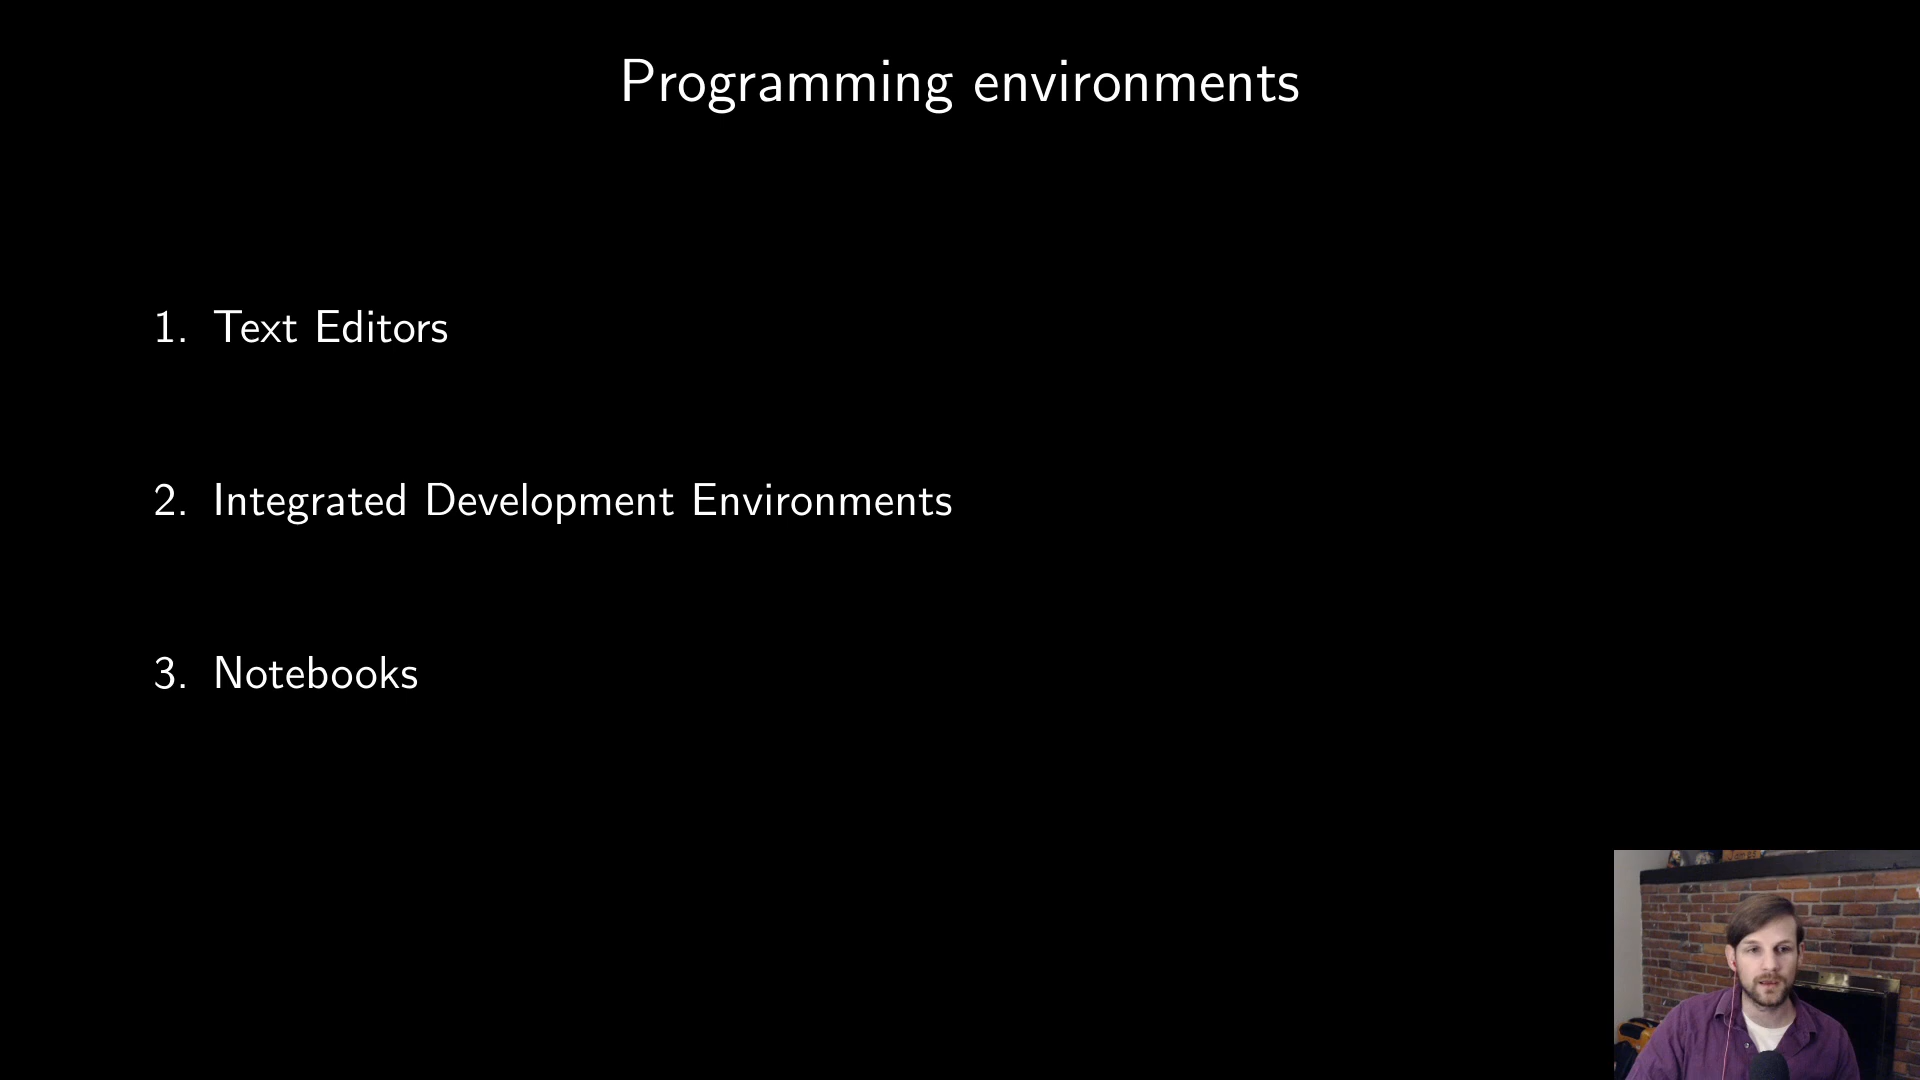 Programming environments
1. Text Editors
2. Integrated Development Environments
3. Notebooks